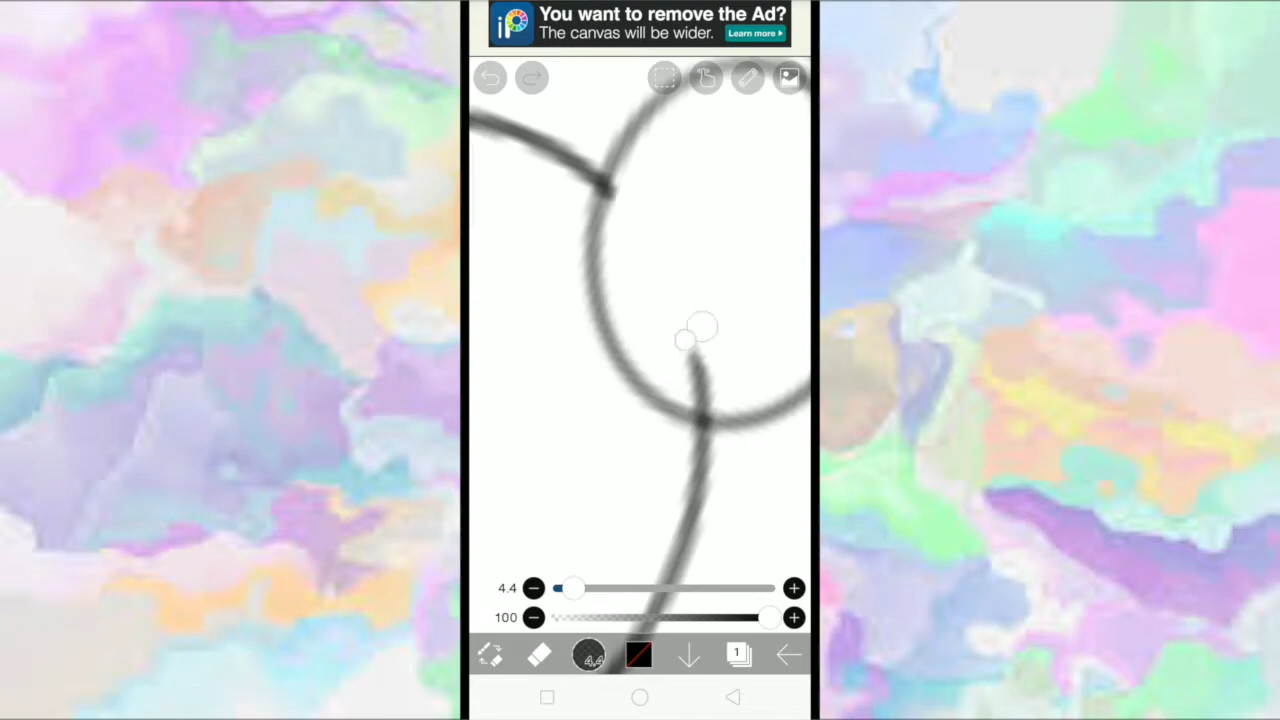 You want to remove the Ad?
The canvas will be wider.
Learn more
iP
4.4
100
4.4
1